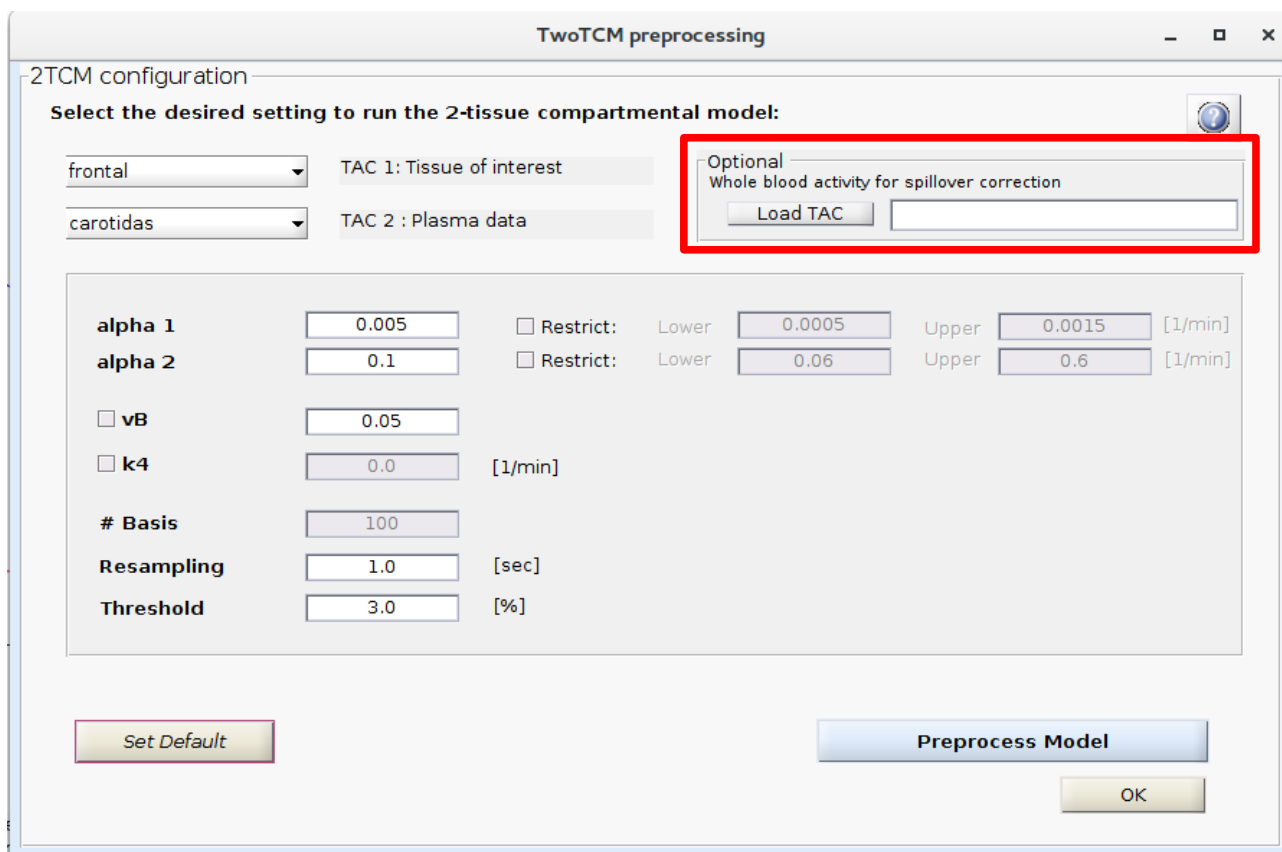 TwoTCM preprocessing
2TCM configuration
Select the desired setting to run the 2-tissue compartmental model:
frontal TAC 1: Tissue of interest
carotidas TAC 2 : Plasma data
Optional
Whole blood activity for spillover correction
Load TAC
alpha 1 0.005 Restrict: Lower 0.0005 Upper 0.0015 [1/min]
alpha 2 0.1 Restrict: Lower 0.06 Upper 0.6 [1/min]
vB 0.05
k4 0.0 [1/min]
# Basis 100
Resampling 1.0 [sec]
Threshold 3.0 [%]
Set Default Preprocess Model
OK